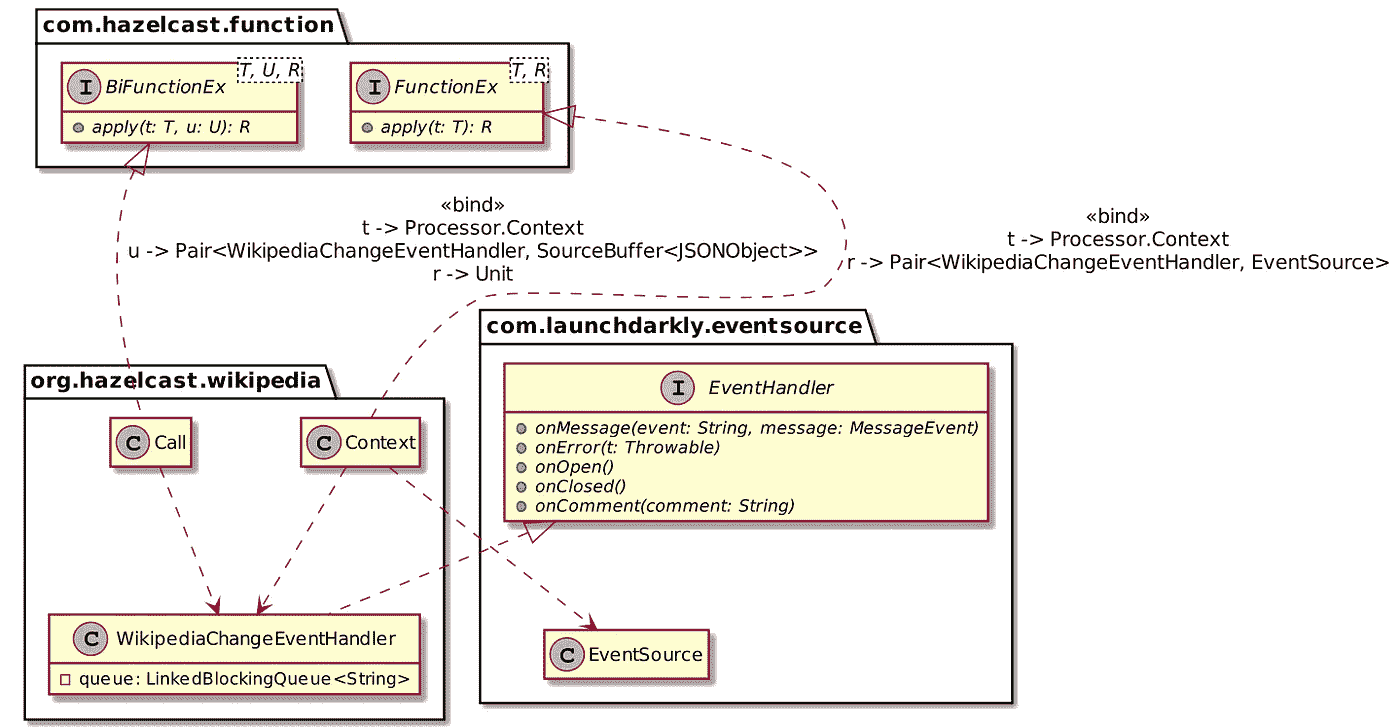 com.hazelcast.function
I BiFunctionEx
T, U, R
apply(t: T, u: U): R
I FunctionEx
T, R
apply(t: T): R
«bind»
t -> Processor.Context
u -> Pair<WikipediaChangeEventHandler, SourceBuffer<JSONObject>>
r -> Unit
«bind»
t -> Processor.Context
r -> Pair<WikipediaChangeEventHandler, EventSource>
com.launchdarkly.eventsource
I EventHandler
onMessage(event: String, message: MessageEvent)
onError(t: Throwable)
onOpen()
onClosed()
onComment(comment: String)
C EventSource
org.hazelcast.wikipedia
C Call
C Context
C WikipediaChangeEventHandler
queue: LinkedBlockingQueue<String>